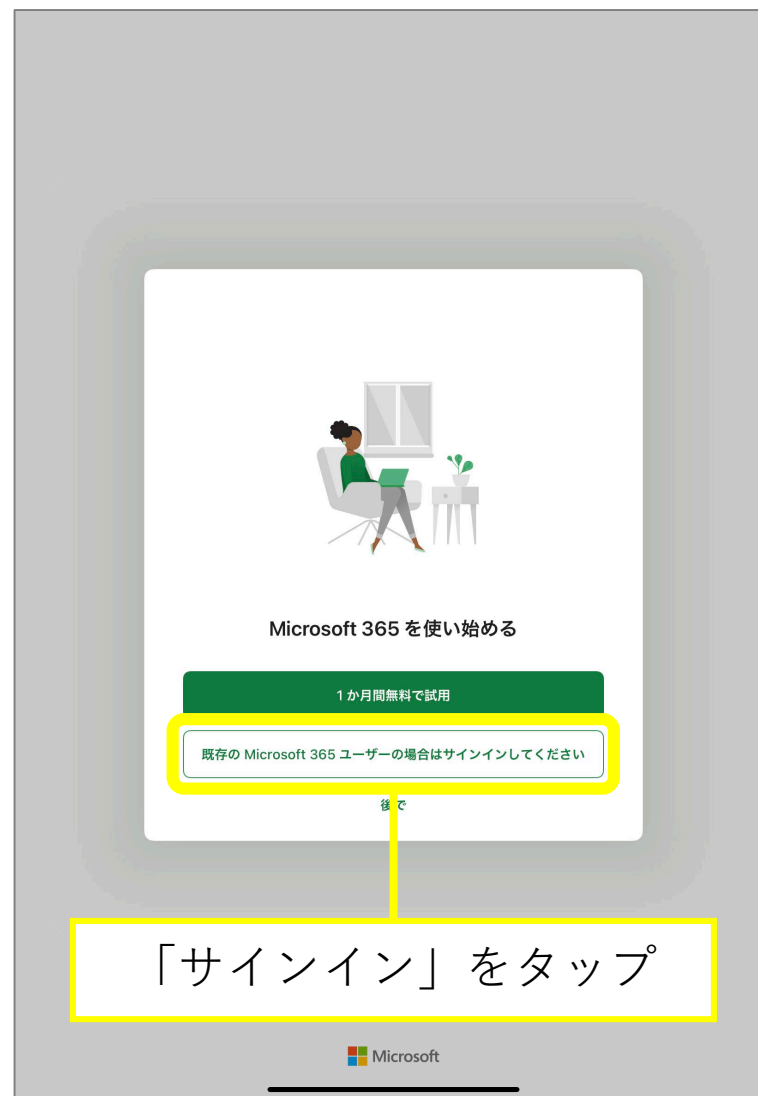 Microsoft 365 を使い始める
1 か月間無料で試用
既存の Microsoft 365 ユーザーの場合はサインインしてください
後で
「サインイン」をタップ
Microsoft